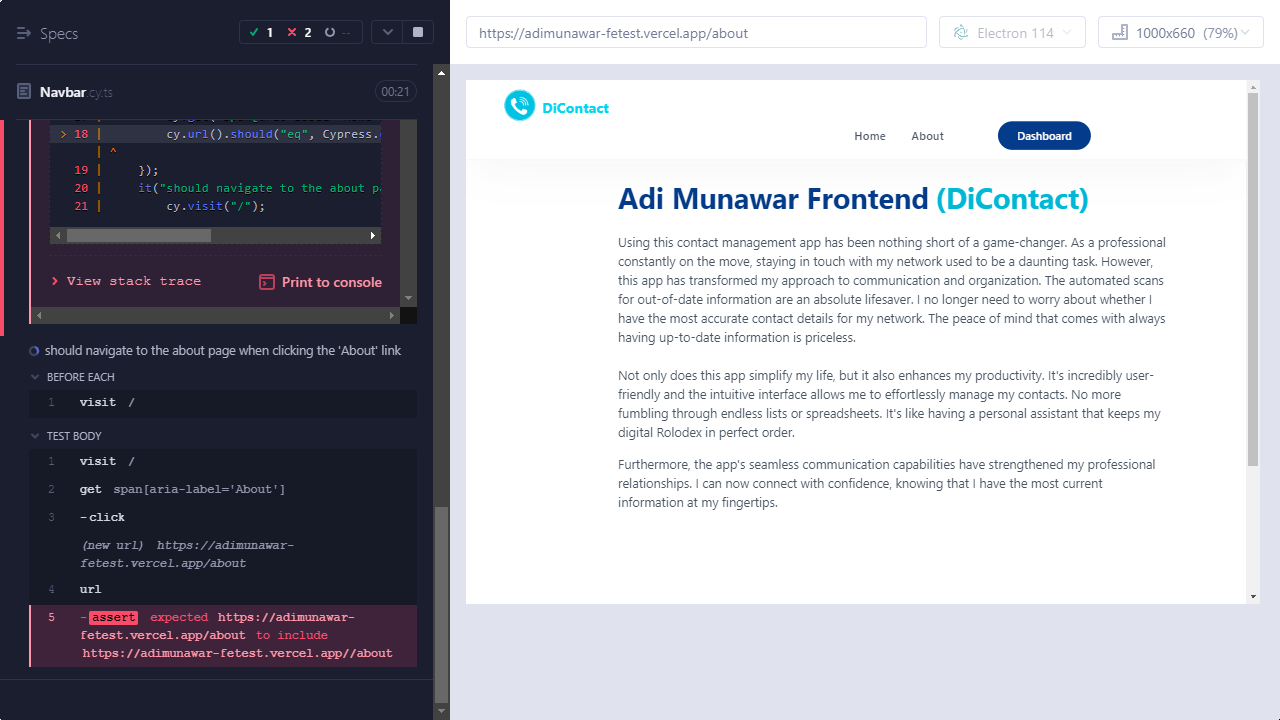 Specs
1
2
--
Navbar.cy.ts
00:21
> 18 | cy.url().should("eq", Cypress.
| ^
19 | });
20 | it("should navigate to the about pa
21 | cy.visit("/");
View stack trace
Print to console
should navigate to the about page when clicking the 'About' link
BEFORE EACH
1 visit /
TEST BODY
1 visit /
2 get span[aria-label='About']
3 -click
(new url) https://adimunawar-
fetest.vercel.app/about
4 url
5 -assert expected https://adimunawar-
fetest.vercel.app/about to include
https://adimunawar-fetest.vercel.app//about
https://adimunawar-fetest.vercel.app/about
Electron 114
1000x660 (79%)
DiContact
Home
About
Dashboard
Adi Munawar Frontend (DiContact)
Using this contact management app has been nothing short of a game-changer. As a professional
constantly on the move, staying in touch with my network used to be a daunting task. However,
this app has transformed my approach to communication and organization. The automated scans
for out-of-date information are an absolute lifesaver. I no longer need to worry about whether I
have the most accurate contact details for my network. The peace of mind that comes with always
having up-to-date information is priceless.
Not only does this app simplify my life, but it also enhances my productivity. It's incredibly user-
friendly and the intuitive interface allows me to effortlessly manage my contacts. No more
fumbling through endless lists or spreadsheets. It's like having a personal assistant that keeps my
digital Rolodex in perfect order.
Furthermore, the app's seamless communication capabilities have strengthened my professional
relationships. I can now connect with confidence, knowing that I have the most current
information at my fingertips.